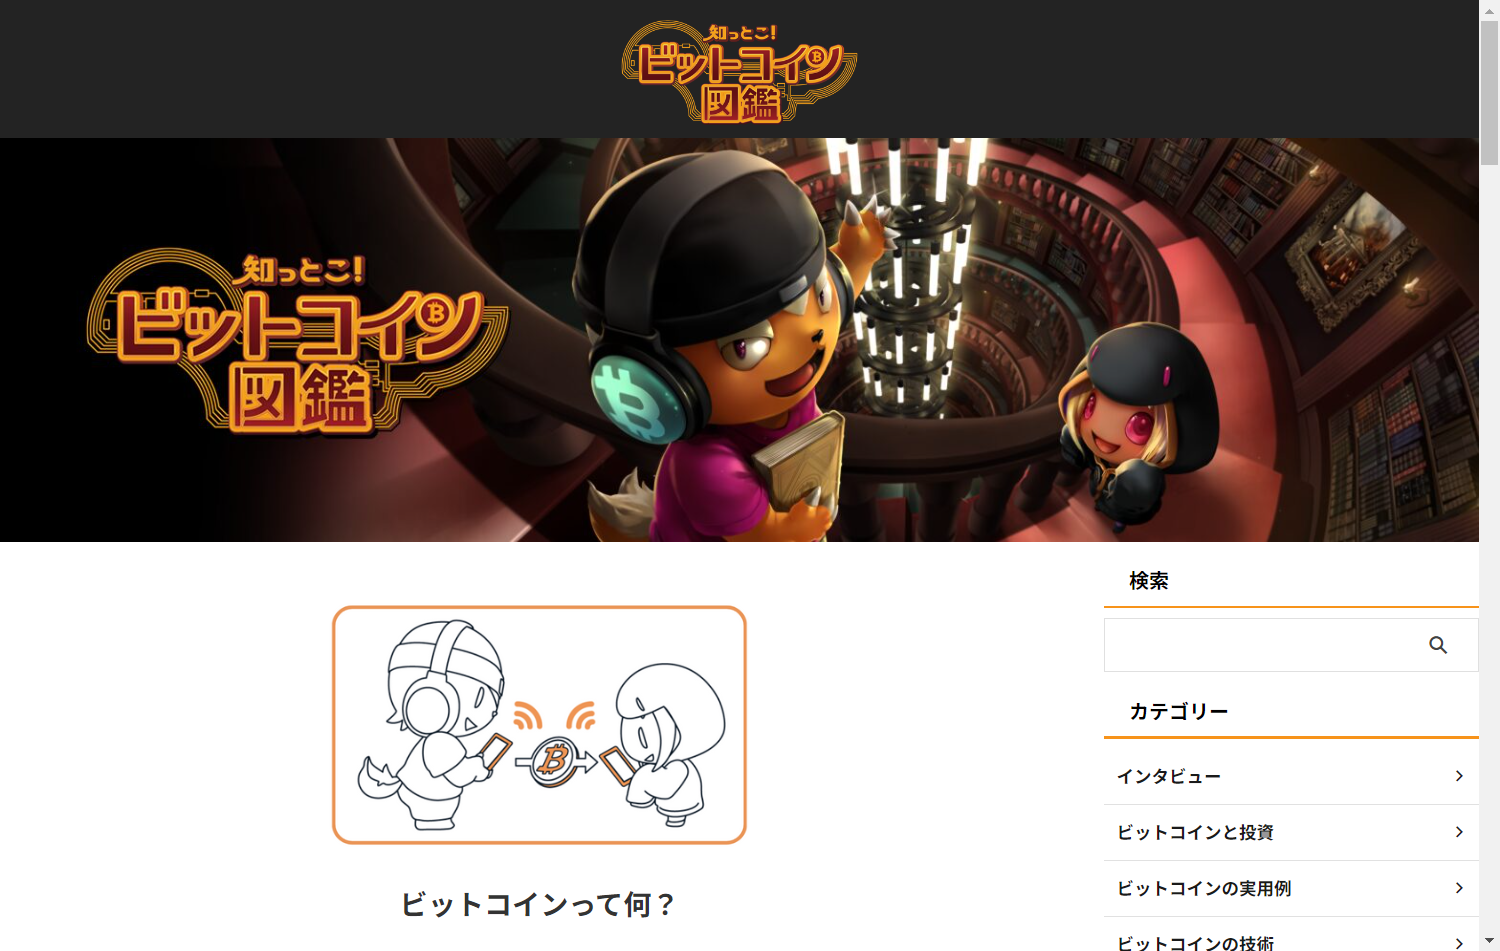 知っとこ!
ビットコイン
図鑑
知っとこ!
ビットコイン
図鑑
検索
カテゴリー
インタビュー
ビットコインと投資
ビットコインの実用例
ビットコインの技術
ビットコインって何？